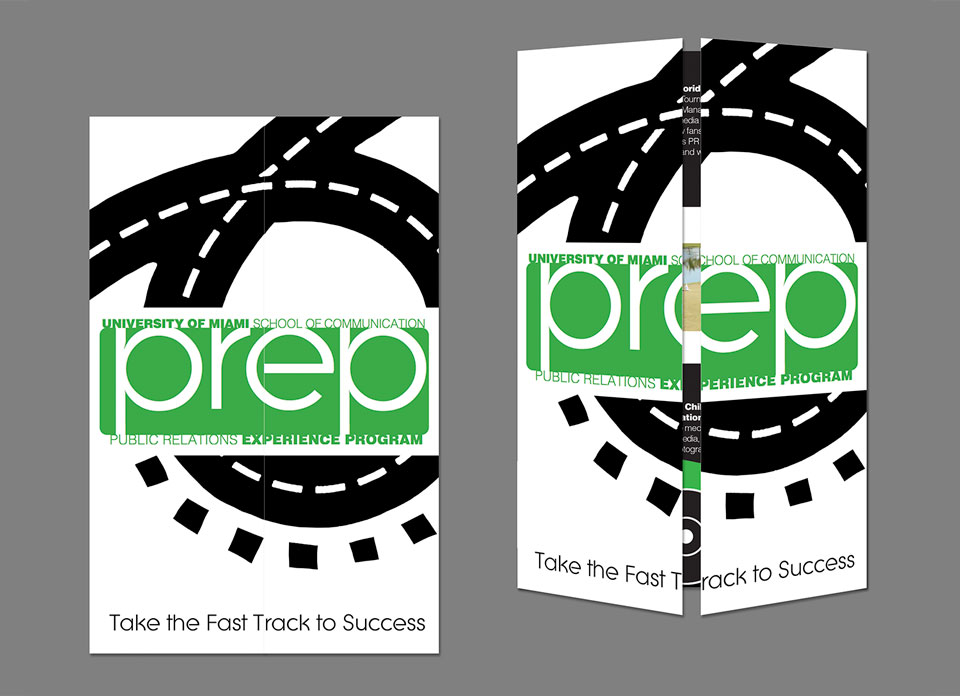 UNIVERSITY OF MIAMI SCHOOL OF COMMUNICATION
prep
PUBLIC RELATIONS EXPERIENCE PROGRAM
Take the Fast Track to Success
UNIVERSITY OF MIAMI SCHOOL OF COMMUNICATION
prep
PUBLIC RELATIONS EXPERIENCE PROGRAM
Take the Fast Track to Success